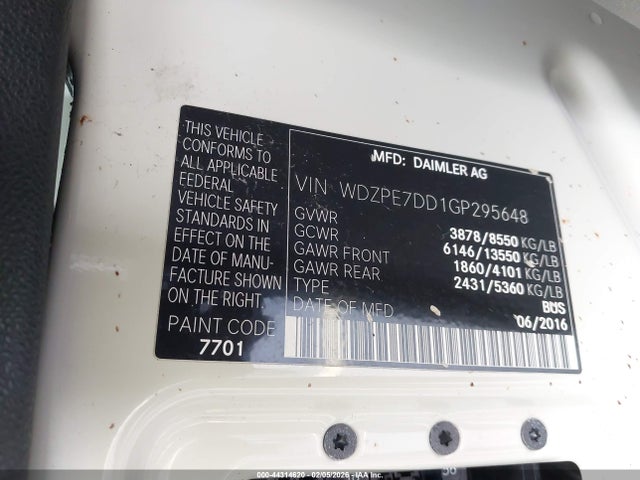 THIS VEHICLE
CONFORMS TO
ALL APPLICABLE
FEDERAL
VEHICLE SAFETY
STANDARDS IN
EFFECT ON THE
DATE OF MANU-
FACTURE SHOWN
ON THE RIGHT.
PAINT CODE
7701
MFD: DAIMLER AG
VIN WDZPE7DD1GP295648
GVWR 3878/8550 KG/LB
GCWR 6146/13550 KG/LB
GAWR FRONT 1860/4101 KG/LB
GAWR REAR 2431/5360 KG/LB
TYPE BUS
DATE OF MFD 06/2016
56
000-44314620 - 02/05/2026 - IAA Inc.